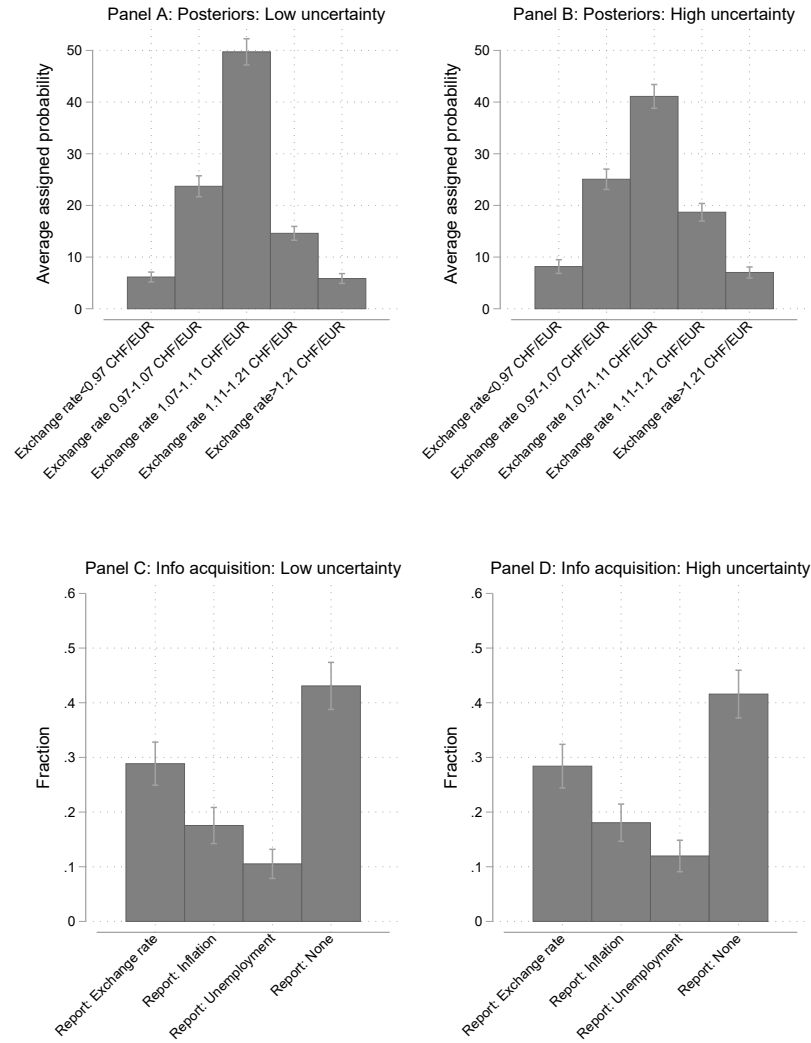 Panel A: Posteriors: Low uncertainty
Average assigned probability
50
40
30
20
10
0
Exchange rate<0.97 CHF/EUR
Exchange rate 0.97-1.07 CHF/EUR
Exchange rate 1.07-1.11 CHF/EUR
Exchange rate 1.11-1.21 CHF/EUR
Exchange rate>1.21 CHF/EUR
Panel B: Posteriors: High uncertainty
Average assigned probability
50
40
30
20
10
0
Exchange rate<0.97 CHF/EUR
Exchange rate 0.97-1.07 CHF/EUR
Exchange rate 1.07-1.11 CHF/EUR
Exchange rate 1.11-1.21 CHF/EUR
Exchange rate>1.21 CHF/EUR
Panel C: Info acquisition: Low uncertainty
Fraction
.6
.5
.4
.3
.2
.1
0
Report: Exchange rate
Report: Inflation
Report: Unemployment
Report: None
Panel D: Info acquisition: High uncertainty
Fraction
.6
.5
.4
.3
.2
.1
0
Report: Exchange rate
Report: Inflation
Report: Unemployment
Report: None